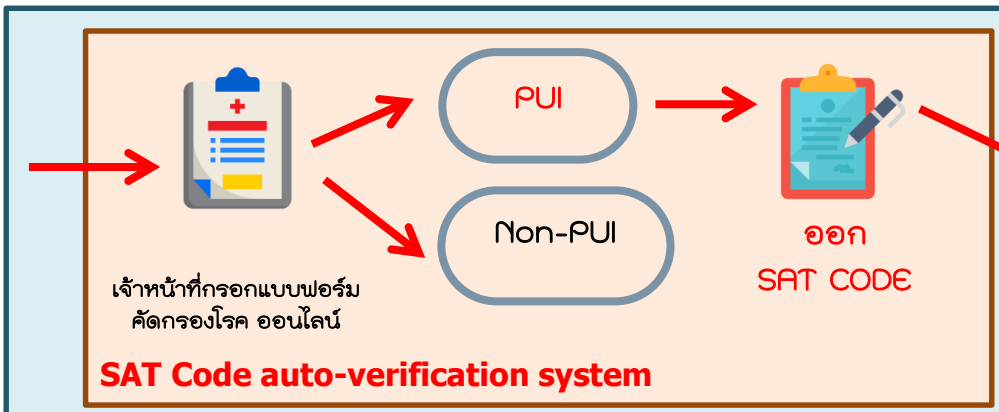 PUI
Non-PUI
ออก
SAT CODE
เจ้าหน้าที่กรอกแบบฟอร์ม
คัดกรองโรค ออนไลน์
SAT Code auto-verification system